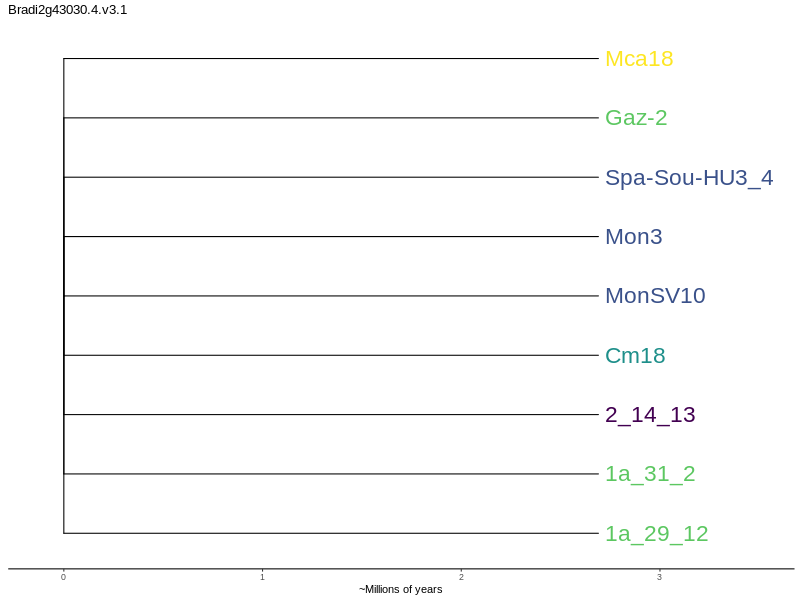 Bradi2g43030.4.v3.1
Mca18
Gaz-2
Spa-Sou-HU3_4
Mon3
MonSV10
Cm18
2_14_13
1a_31_2
1a_29_12
0 1 2 3
~Millions of years